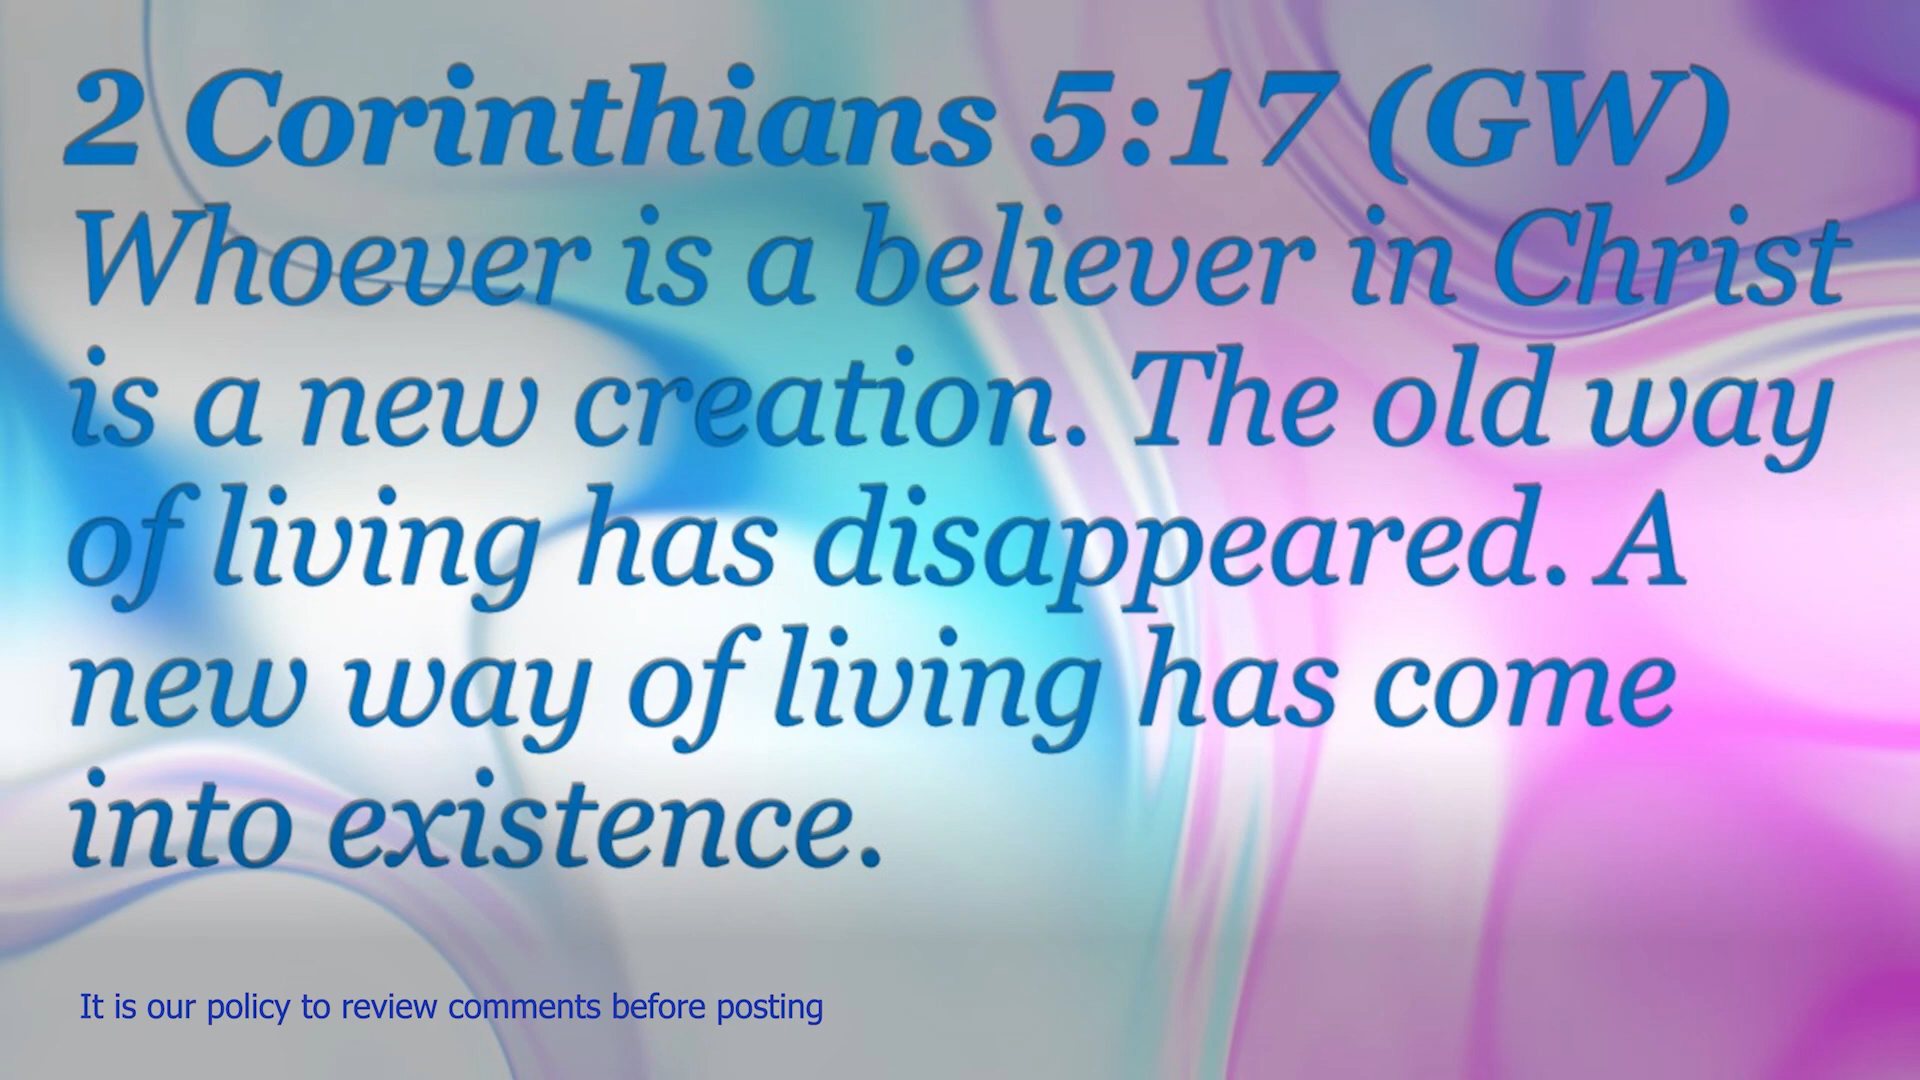 2 Corinthians 5:17 (GW)
Whoever is a believer in Christ
is a new creation. The old way
of living has disappeared. A
new way of living has come
into existence.
It is our policy to review comments before posting